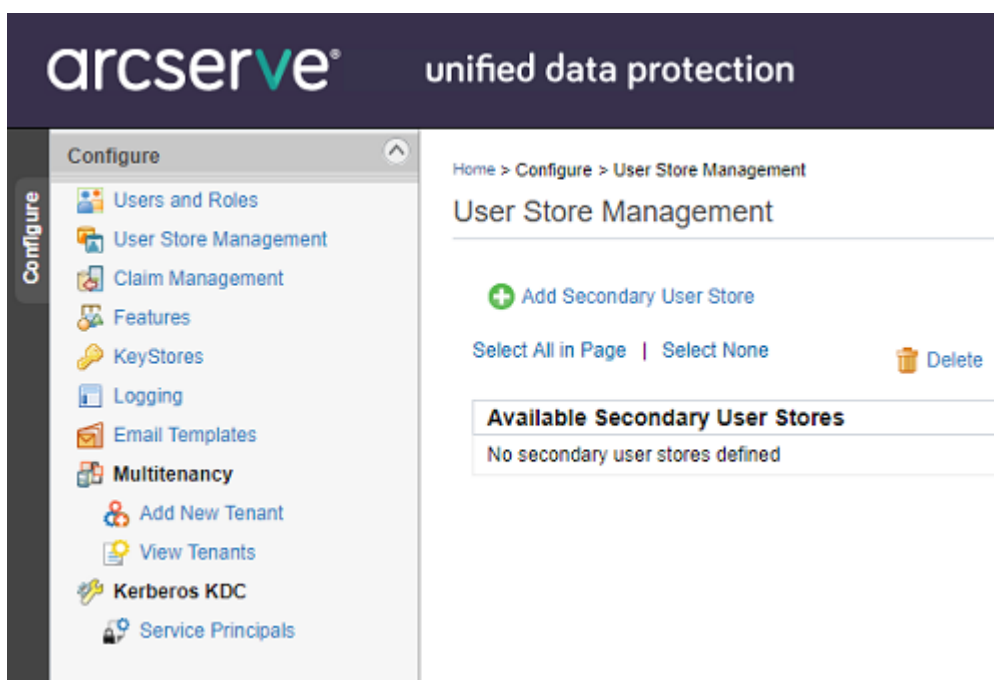 arcserve® unified data protection
Configure
Configure
Users and Roles
User Store Management
Claim Management
Features
KeyStores
Logging
Email Templates
Multitenancy
Add New Tenant
View Tenants
Kerberos KDC
Service Principals
Home > Configure > User Store Management
User Store Management
Add Secondary User Store
Select All in Page | Select None Delete
Available Secondary User Stores
No secondary user stores defined